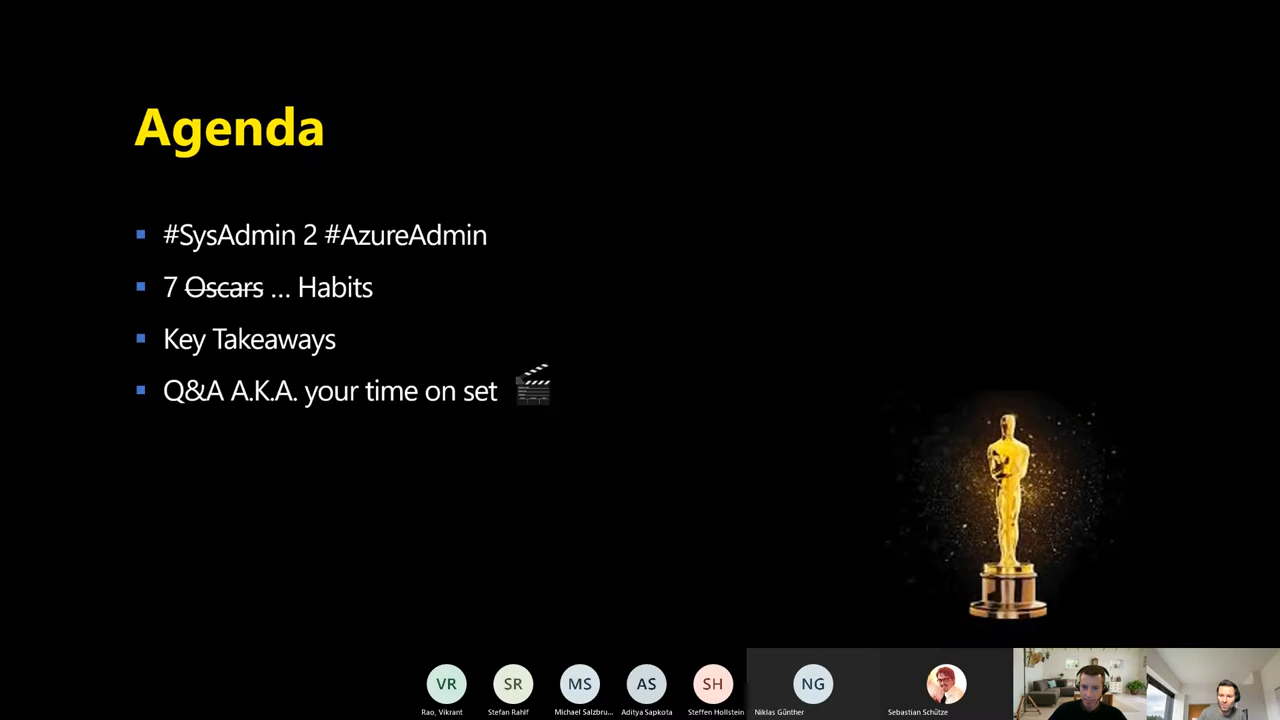 Agenda
#SysAdmin 2 #AzureAdmin
7 Oscars ... Habits
Key Takeaways
Q&A A.K.A. your time on set
VR
SR
MS
AS
SH
NG
Rao, Vikrant
Stefan Rahlf
Michael Salzbru...
Aditya Sapkota
Steffen Hollstein
Niklas Günther
Sebastian Schütze